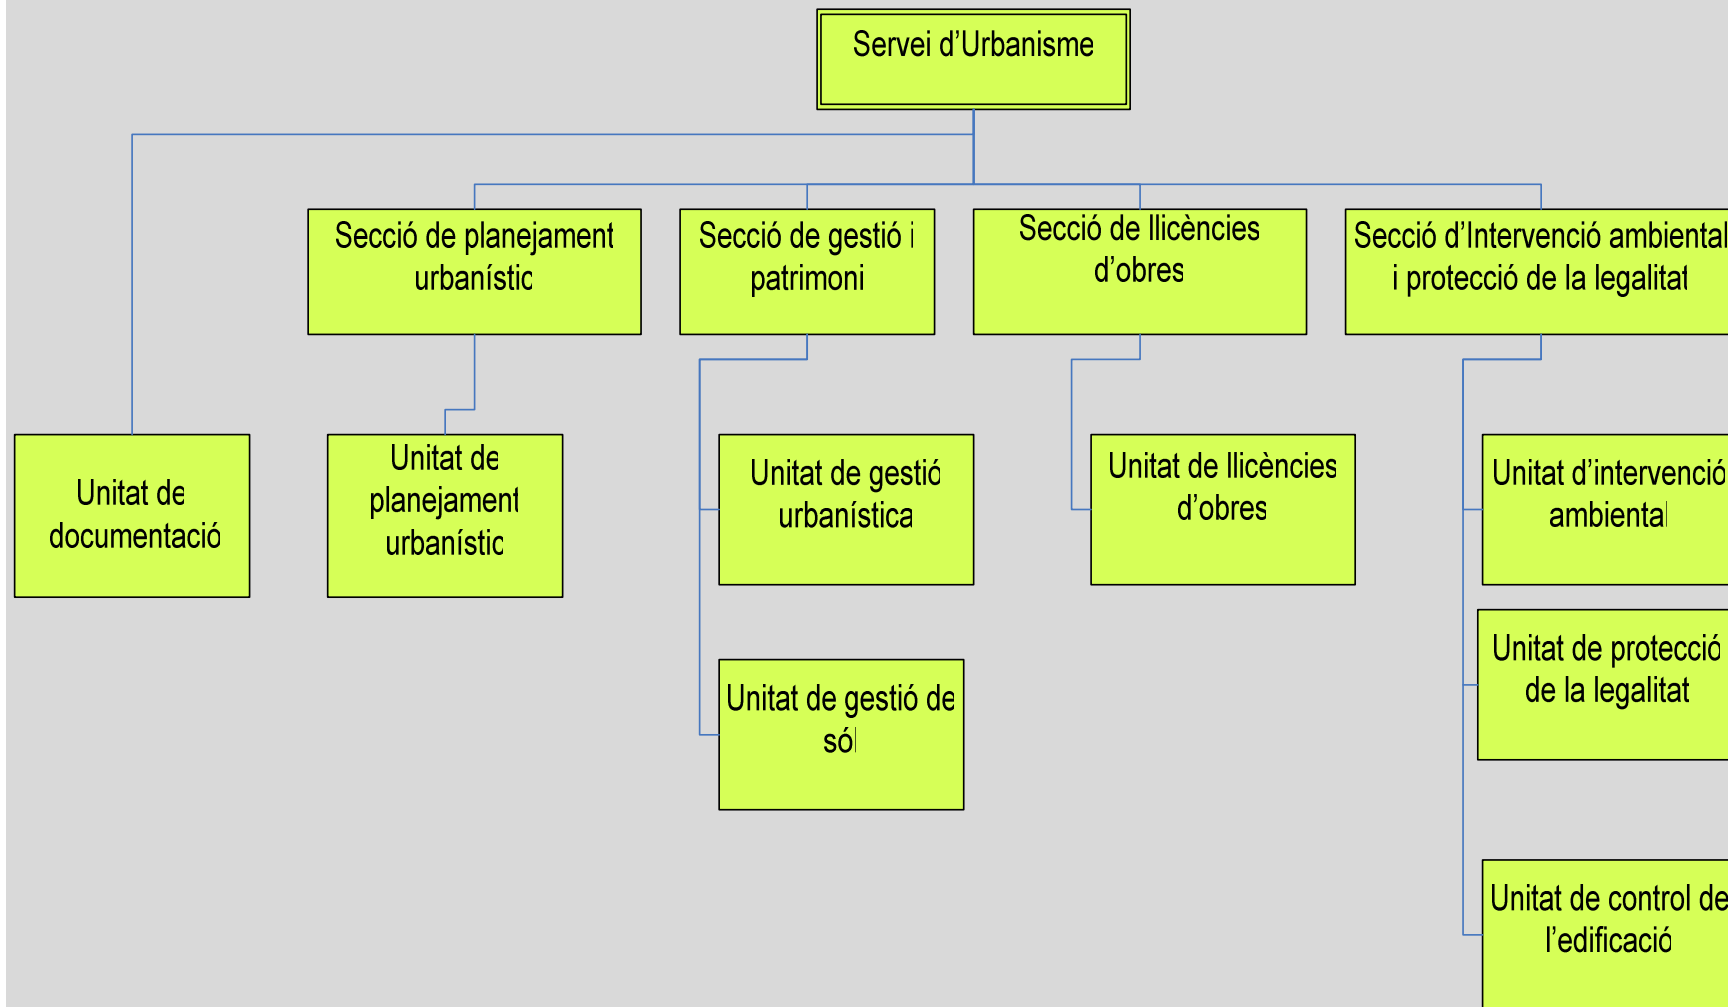 Servei d’Urbanisme
Secció de planejament
urbanístic
Secció de gestió i
patrimoni
Secció de llicències
d’obres
Secció d’Intervenció ambiental
i protecció de la legalitat
Unitat de
documentació
Unitat de
planejament
urbanístic
Unitat de gestió
urbanística
Unitat de llicències
d’obres
Unitat d’intervenció
ambiental
Unitat de protecció
de la legalitat
Unitat de gestió de
sól
Unitat de control de
l’edificació